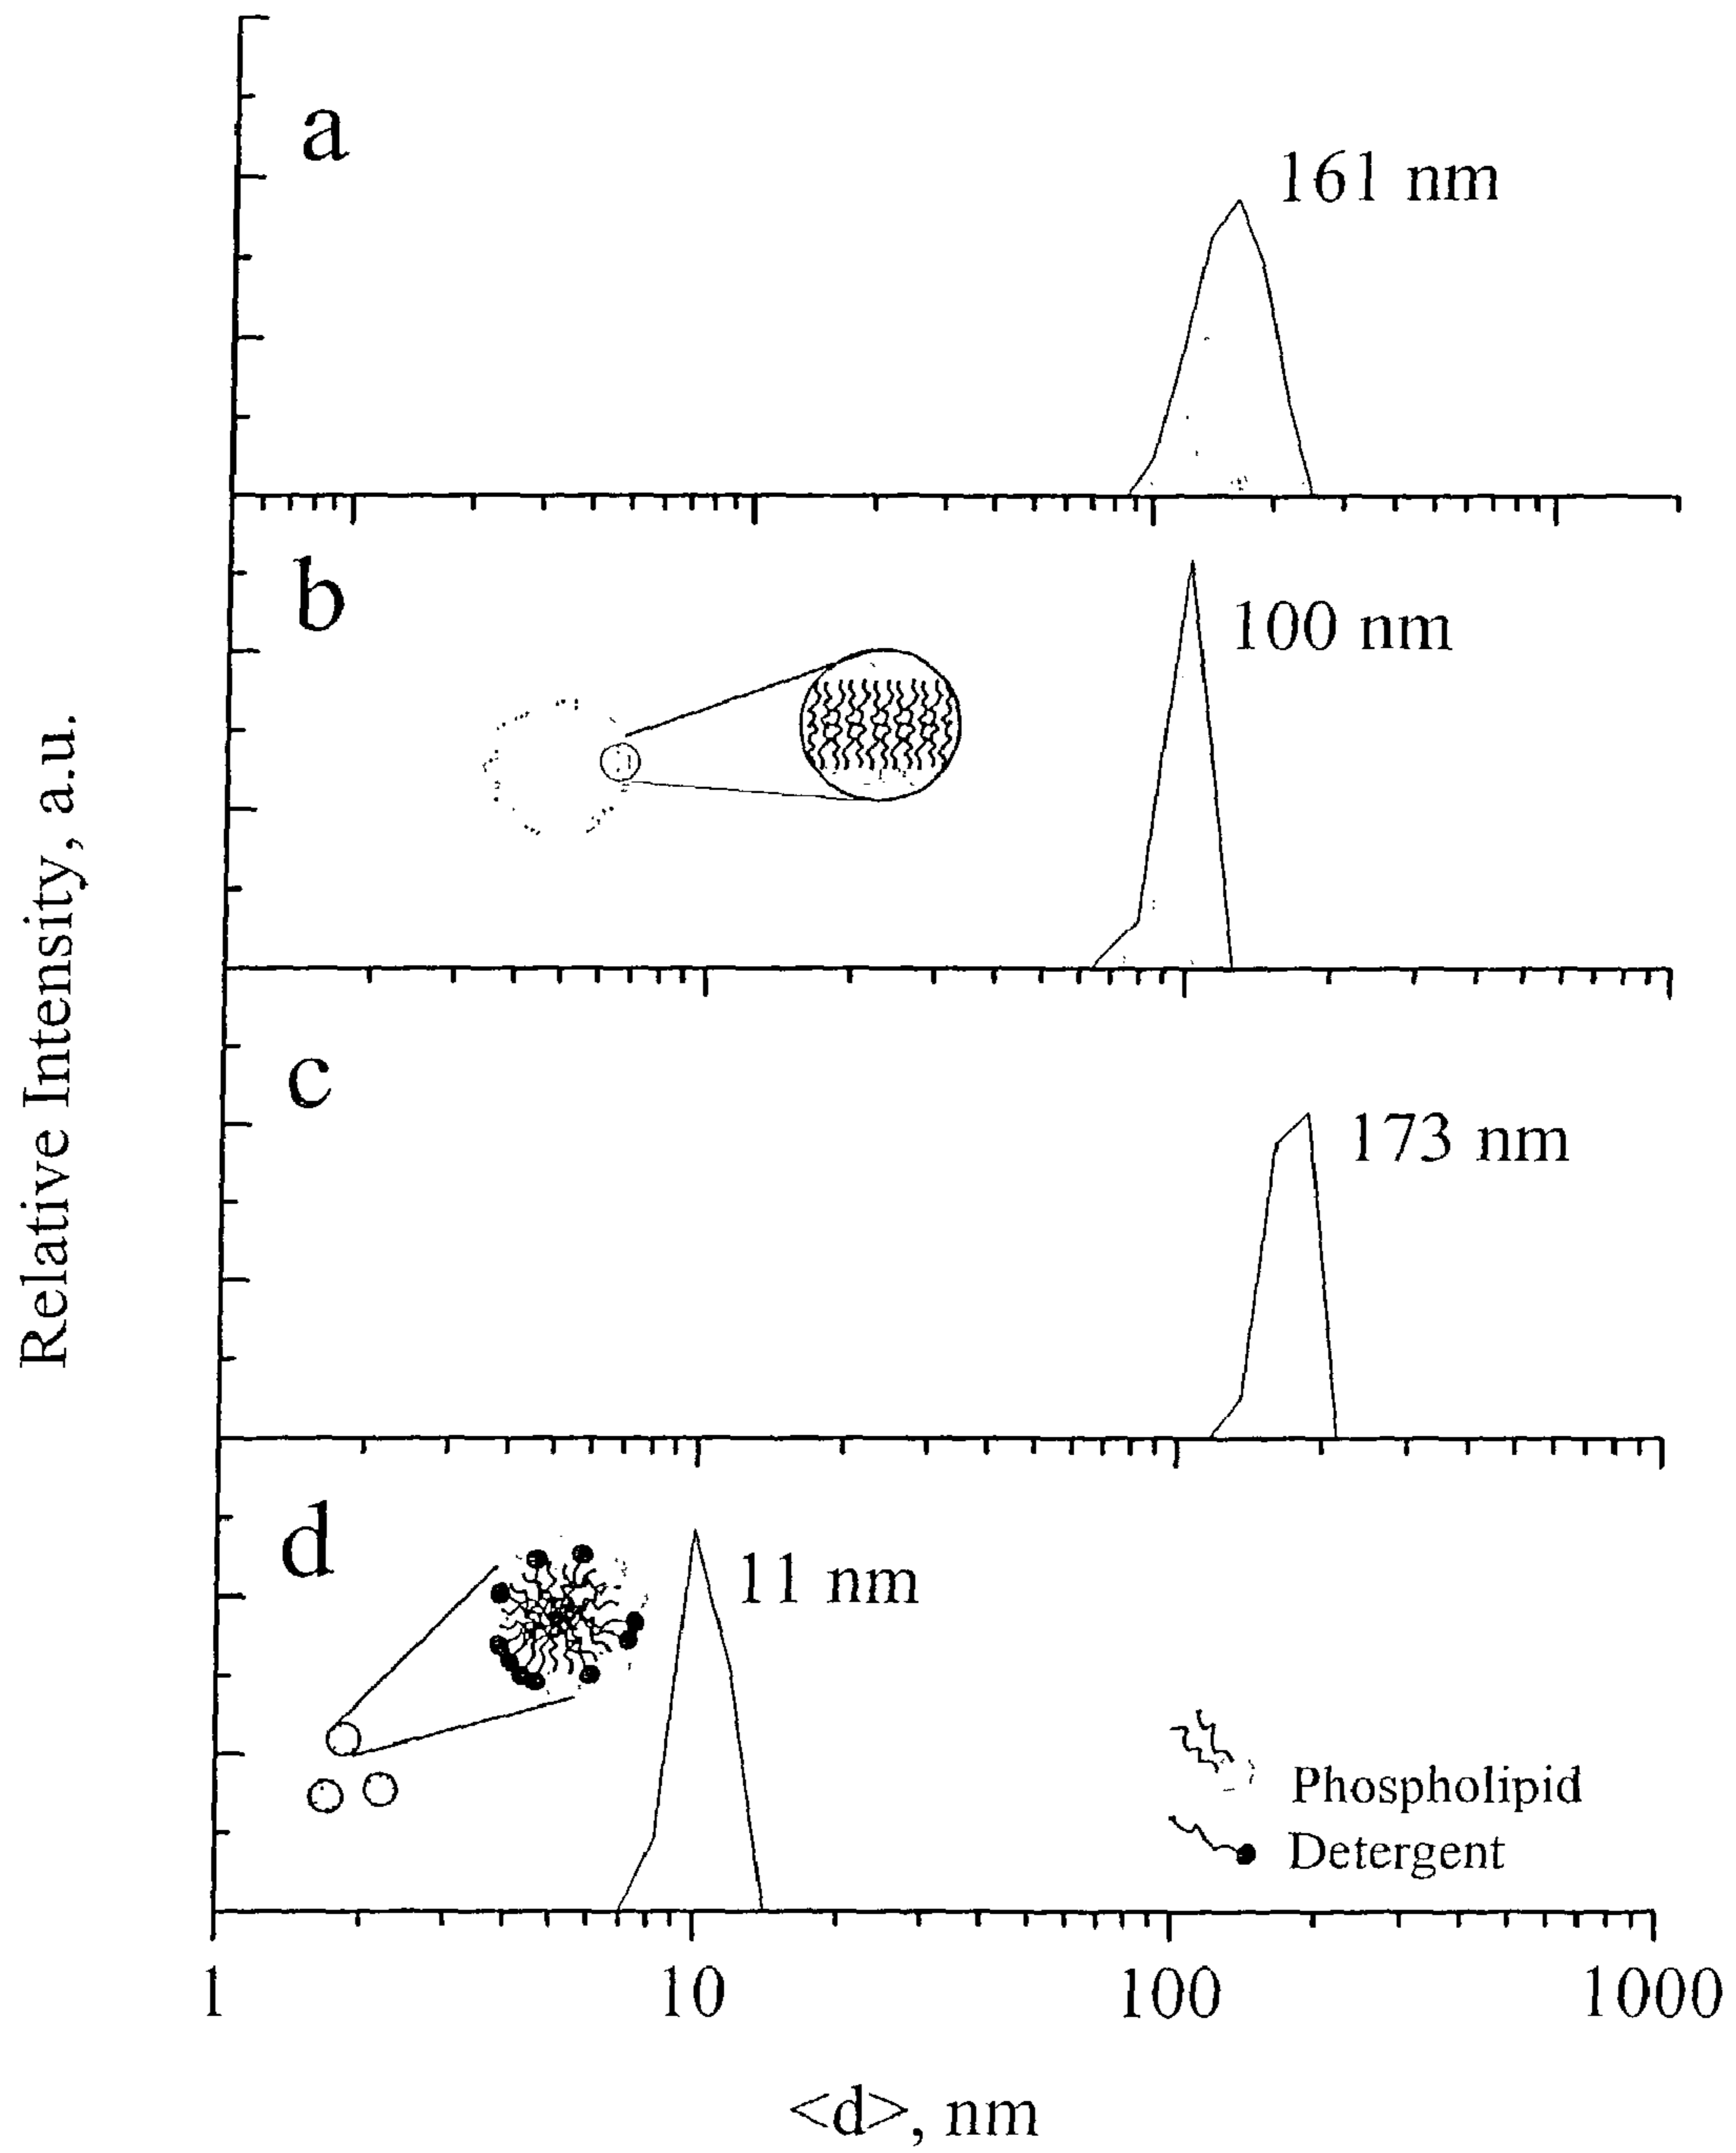 a
161 nm
b
100 nm
c
173 nm
d
11 nm
Phospholipid
Detergent
1 10 100 1000
<d>, nm
Relative Intensity, a.u.